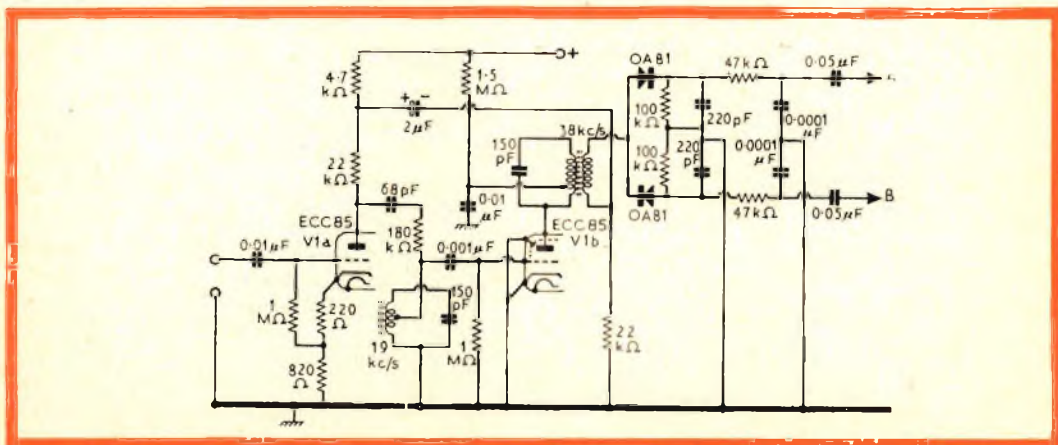 4·7
kΩ
+
1·5
MΩ
OA81
47kΩ
0·05μF
+ -
2μF
100
kΩ
220pF
0·0001
μF
38kc/s
150
pF
22
kΩ
68pF
100
kΩ
220
pF
0·0001
μF
0·01
μF
OA81
47kΩ
0·05μF
B
ECC85
V1a
180
kΩ
0·001μF
ECC85
V1b
0·01μF
1
MΩ
220
Ω
150
pF
19
kc/s
1
MΩ
22
kΩ
820
Ω